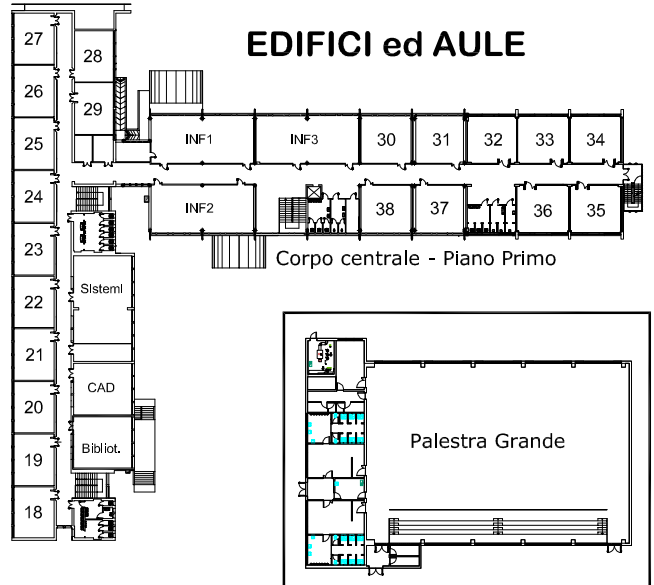 EDIFICI ed AULE
27
28
26
29
25
INF1
INF3
30
31
32
33
34
24
INF2
38
37
36
35
23
Corpo centrale - Piano Primo
SIstemI
22
21
CAD
20
Bibliot.
Palestra Grande
19
18